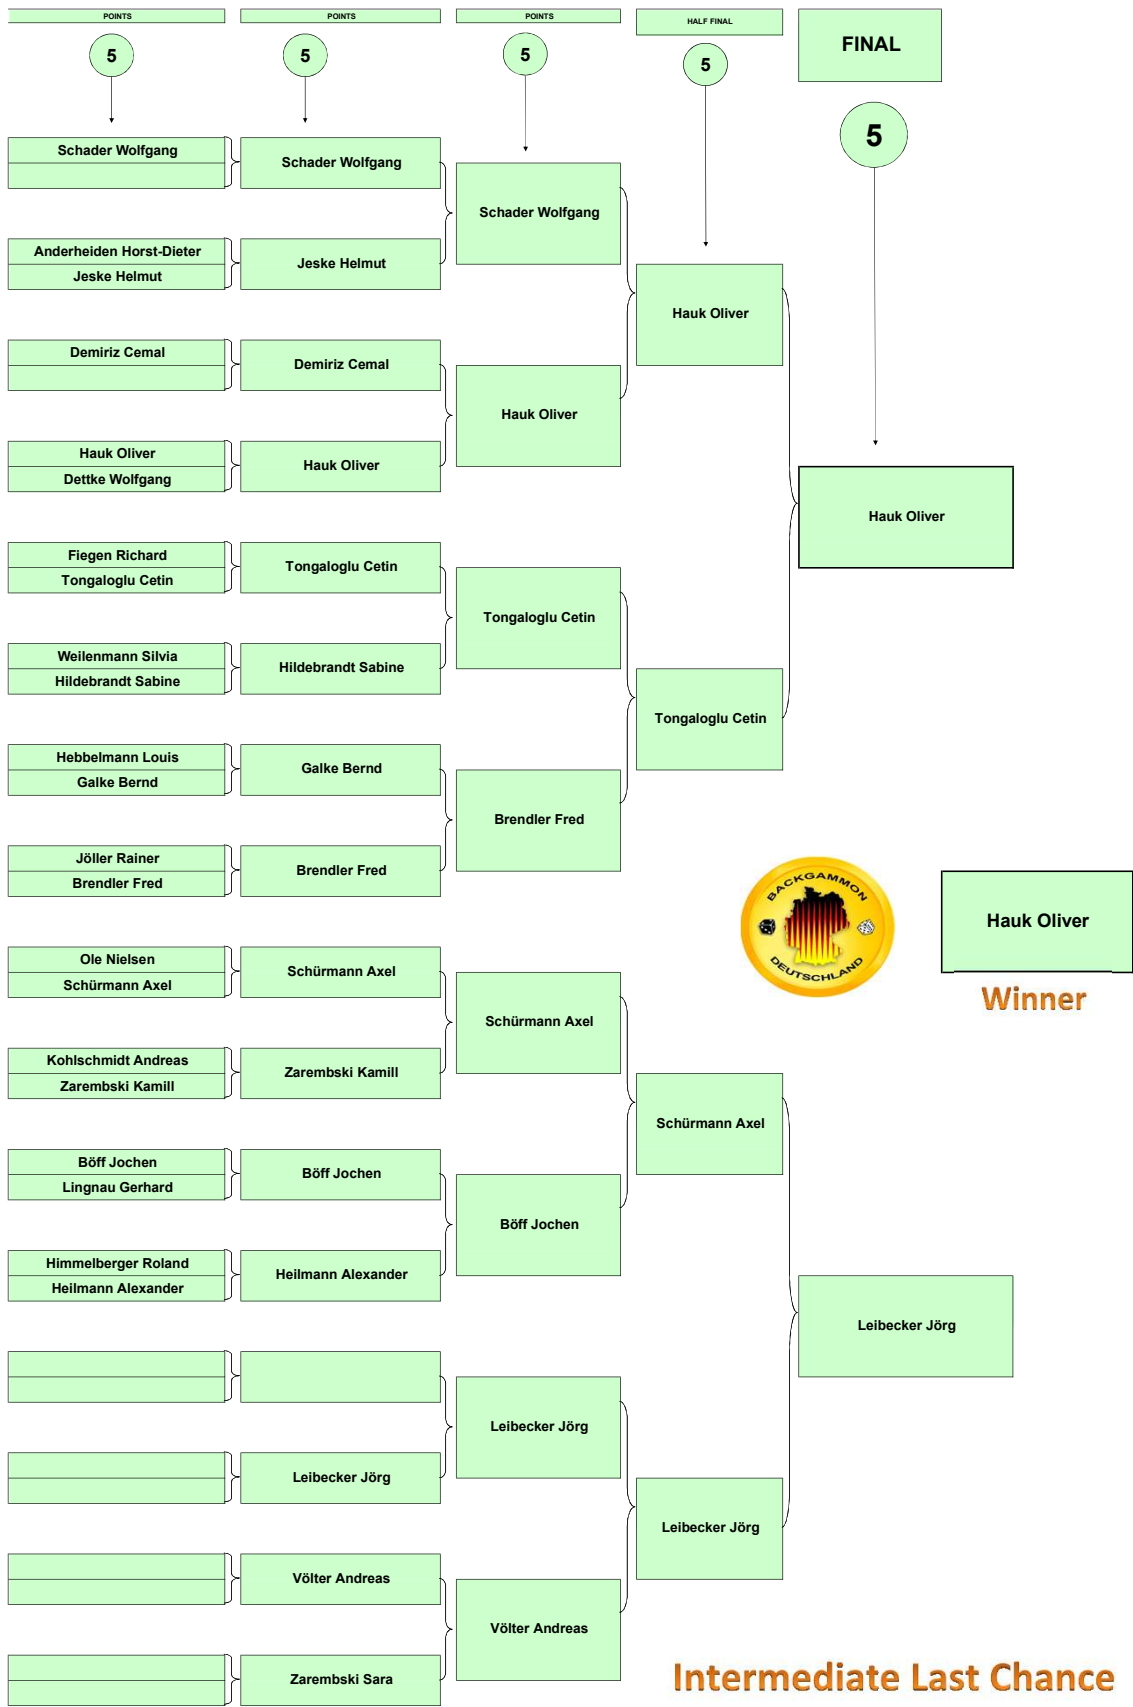 POINTS
POINTS
POINTS
HALF FINAL
FINAL
5
5
5
5
5
Schader Wolfgang
Anderheiden Horst-Dieter
Jeske Helmut
Demiriz Cemal
Hauk Oliver
Dettke Wolfgang
Fiegen Richard
Tongaloglu Cetin
Weilenmann Silvia
Hildebrandt Sabine
Hebbelmann Louis
Galke Bernd
Jöller Rainer
Brendler Fred
Ole Nielsen
Schürmann Axel
Kohlschmidt Andreas
Zarembski Kamill
Böff Jochen
Lingnau Gerhard
Himmelberger Roland
Heilmann Alexander
Schader Wolfgang
Jeske Helmut
Demiriz Cemal
Hauk Oliver
Tongaloglu Cetin
Hildebrandt Sabine
Galke Bernd
Brendler Fred
Schürmann Axel
Zarembski Kamill
Böff Jochen
Heilmann Alexander
Leibecker Jörg
Völter Andreas
Zarembski Sara
Schader Wolfgang
Hauk Oliver
Tongaloglu Cetin
Brendler Fred
Schürmann Axel
Böff Jochen
Leibecker Jörg
Völter Andreas
Hauk Oliver
Tongaloglu Cetin
Schürmann Axel
Leibecker Jörg
Hauk Oliver
Leibecker Jörg
BACKGAMMON
DEUTSCHLAND
Hauk Oliver
Winner
Intermediate Last Chance